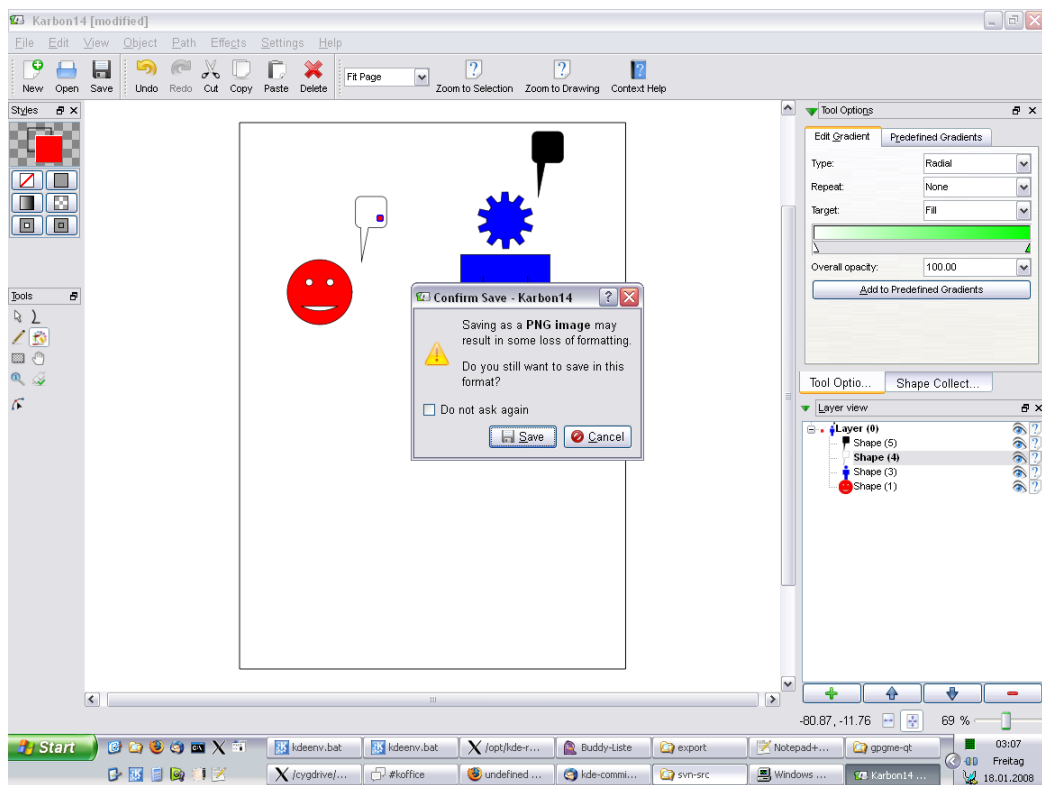 Karbon14 [modified]
File Edit View Object Path Effects Settings Help
New Open Save Undo Redo Cut Copy Paste Delete Fit Page Zoom to Selection Zoom to Drawing Context Help
Styles
Tool Options
Edit Gradient Predefined Gradients
Type: Radial
Repeat: None
Target: Fill
Overall opacity: 100.00
Add to Predefined Gradients
Tools
Confirm Save - Karbon14
Saving as a PNG image may
result in some loss of formatting.
Do you still want to save in this
format?
Do not ask again
Save Cancel
Tool Optio... Shape Collect...
Layer view
Layer (0)
Shape (5)
Shape (4)
Shape (3)
Shape (1)
-80.87, -11.76 69 %
Start kdeenv.bat kdeenv.bat /opt/kde-r... Buddy-Liste export Notepad+... gpgme-qt 03:07
Freitag
/cygdrive/... #koffice undefined ... kde-commi... svn-src Windows ... Karbon14 ... 18.01.2008